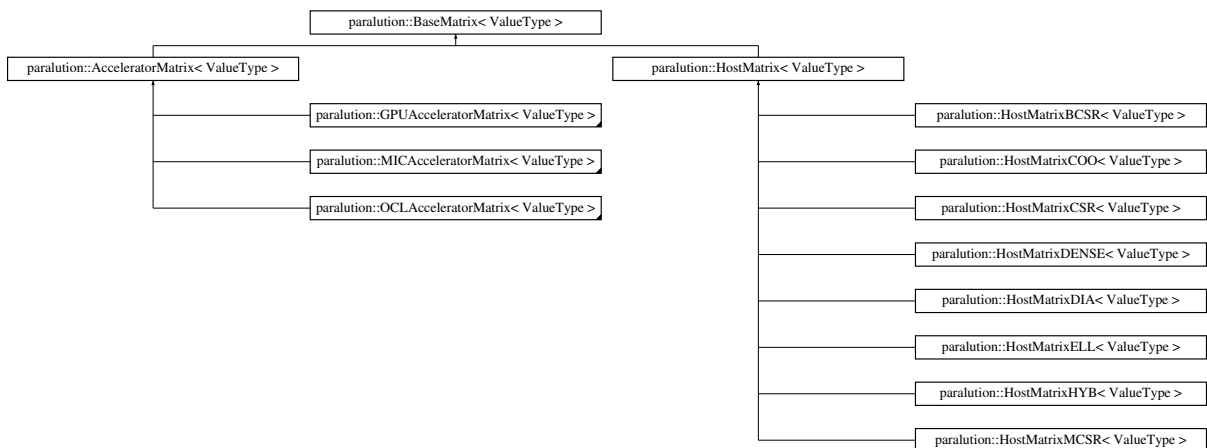 paralution::BaseMatrix< ValueType >
paralution::AcceleratorMatrix< ValueType >
paralution::HostMatrix< ValueType >
paralution::GPUAcceleratorMatrix< ValueType >
paralution::HostMatrixBCSR< ValueType >
paralution::MICAcceleratorMatrix< ValueType >
paralution::HostMatrixCOO< ValueType >
paralution::OCLAcceleratorMatrix< ValueType >
paralution::HostMatrixCSR< ValueType >
paralution::HostMatrixDENSE< ValueType >
paralution::HostMatrixDIA< ValueType >
paralution::HostMatrixELL< ValueType >
paralution::HostMatrixHYB< ValueType >
paralution::HostMatrixMCSR< ValueType >